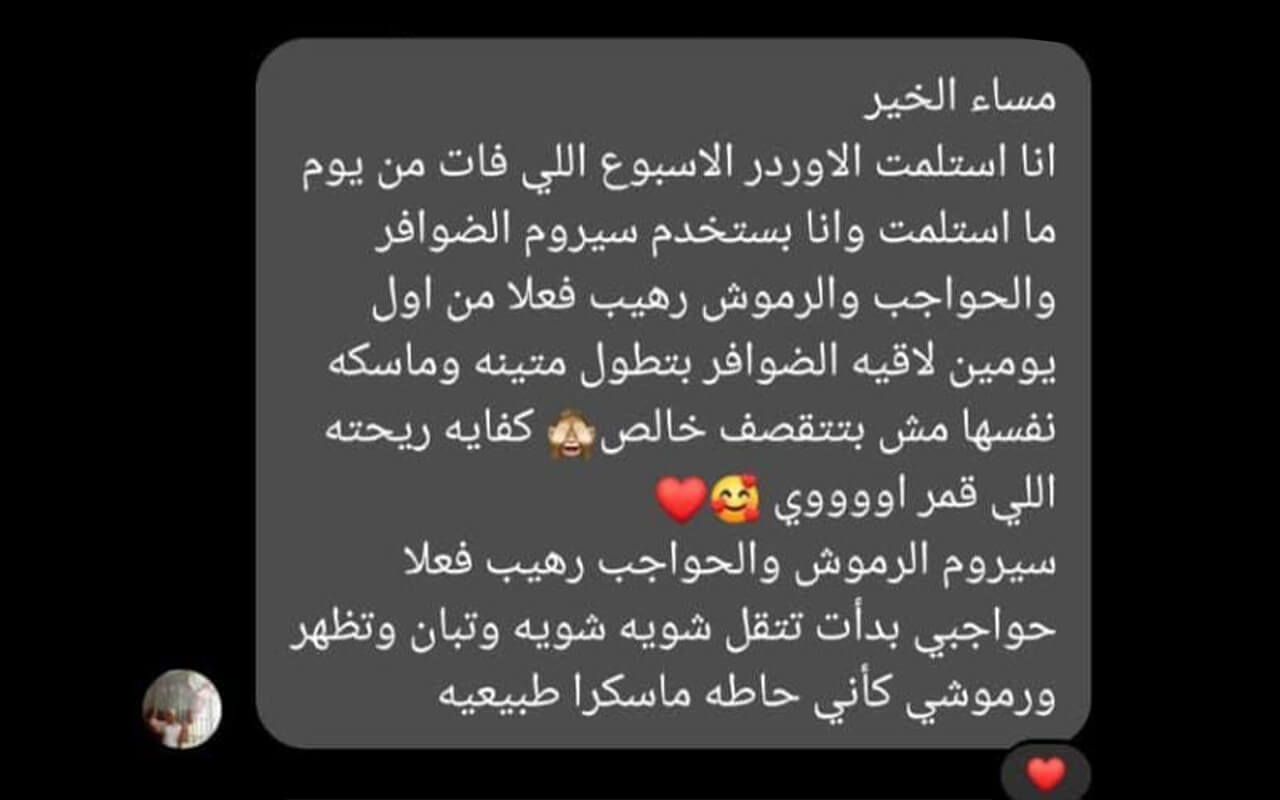 مساء الخير
انا استلمت الاوردر الاسبوع اللي فات من يوم
ما استلمت وانا بستخدم سيروم الضوافر
والحواجب والرموش رهيب فعلا من اول
يومين لاقيه الضوافر بتطول متينه وماسكه
نفسها مش بتتقصف خالص🙈 كفايه ريحته
اللي قمر اووووي 🥰❤️
سيروم الرموش والحواجب رهيب فعلا
حواجبي بدأت تتقل شويه شويه وتبان وتظهر
ورموشي كأني حاطه ماسكرا طبيعيه